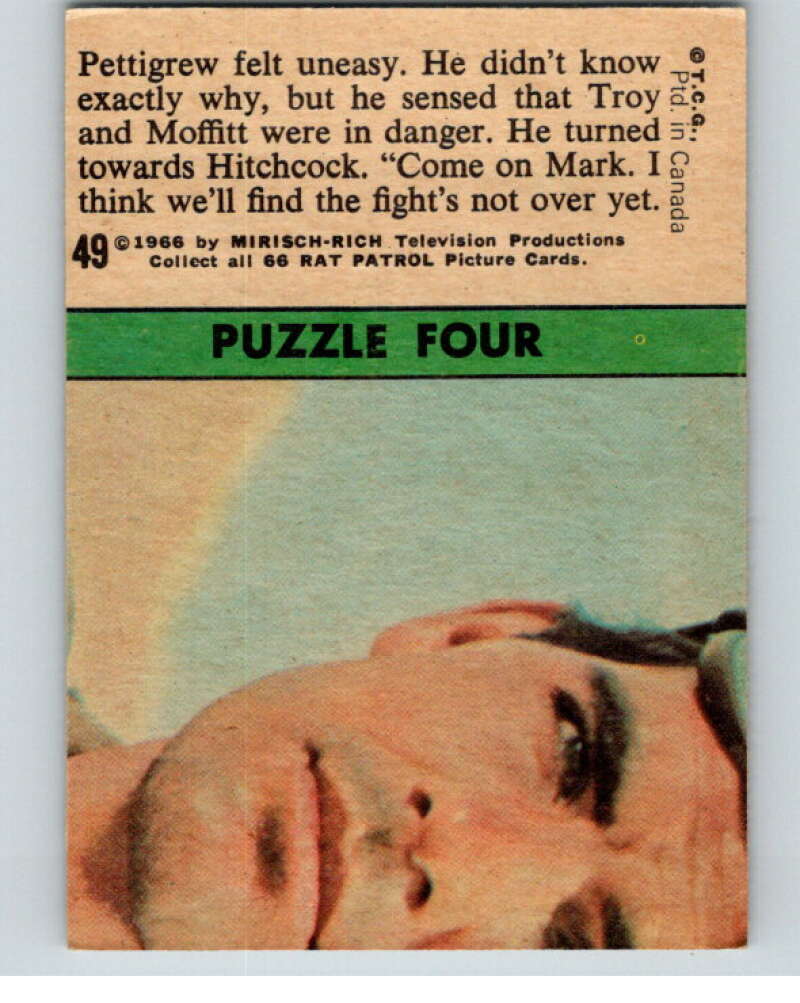 Pettigrew felt uneasy. He didn't know
exactly why, but he sensed that Troy
and Moffitt were in danger. He turned
towards Hitchcock. “Come on Mark. I
think we'll find the fight's not over yet.
© T.C.G.
Ptd. in Canada
49 ©1966 by MIRISCH-RICH Television Productions
Collect all 66 RAT PATROL Picture Cards.
PUZZLE FOUR